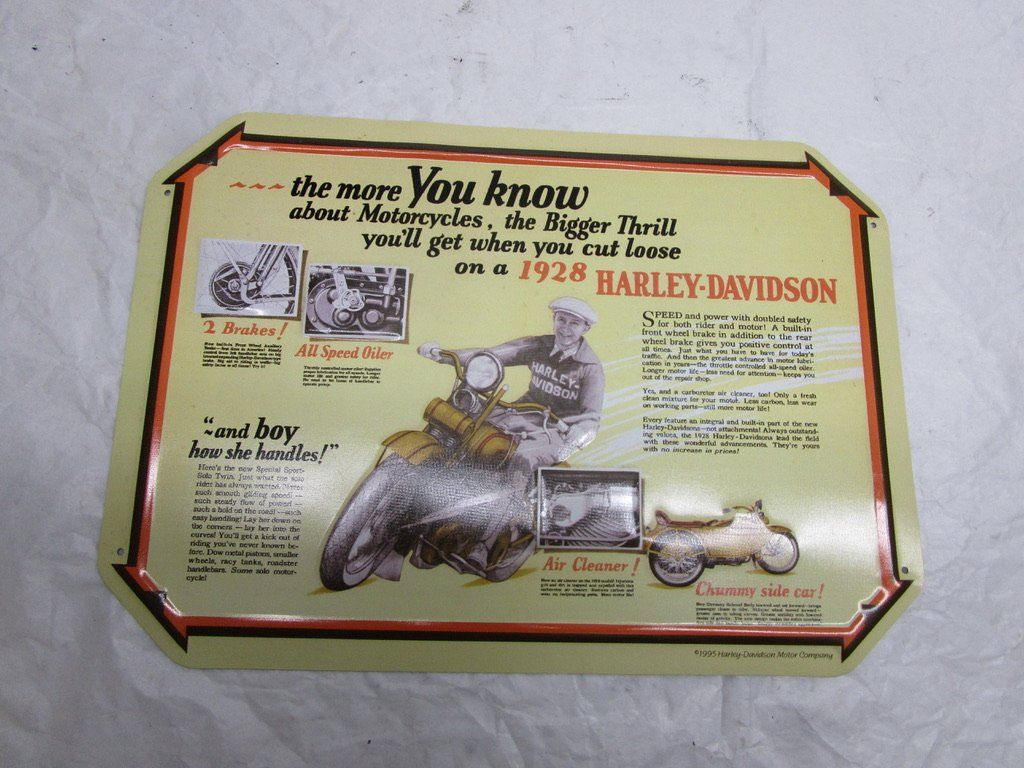 the more You know
about Motorcycles, the Bigger Thrill
you'll get when you cut loose
on a 1928 HARLEY-DAVIDSON
2 Brakes!
All Speed Oiler
SPEED and power with doubled safety
for both rider and motor! A built-in
front wheel brake in addition to the rear
wheel brake gives you positive control at
all times. Just what you have to have for today's
traffic. And then the greatest advance in motor lubri-
cation in years—the throttle controlled all-speed oiler.
Longer motor life—less need for attention—keeps you
out of the repair shop.
Yes, and a carburetor air cleaner, too! Only a fresh
clean mixture for your motor. Less carbon, less wear
on working parts—still more motor life!
Every feature an integral and built-in part of the new
Harley-Davidsons—not attachments! Always outstand-
ing values, the 1928 Harley-Davidsons lead the field
with these wonderful advancements. They're yours
with no increase in prices!
HARLEY-
DAVIDSON
"and boy
how she handles!"
Here's the new Special Sport-
Solo Twin. Just what the solo
rider has always wanted. Never
such smooth gliding speed—
such steady flow of power—
such a hold on the road!—such
easy handling! Lay her down on
the corners—lay her into the
curves! You'll get a kick out of
riding you've never known be-
fore. Dow metal pistons, smaller
wheels, racy tanks, roadster
handlebars. Some solo motor-
cycle!
Air Cleaner!
Chummy side car!
©1995 Harley-Davidson Motor Company